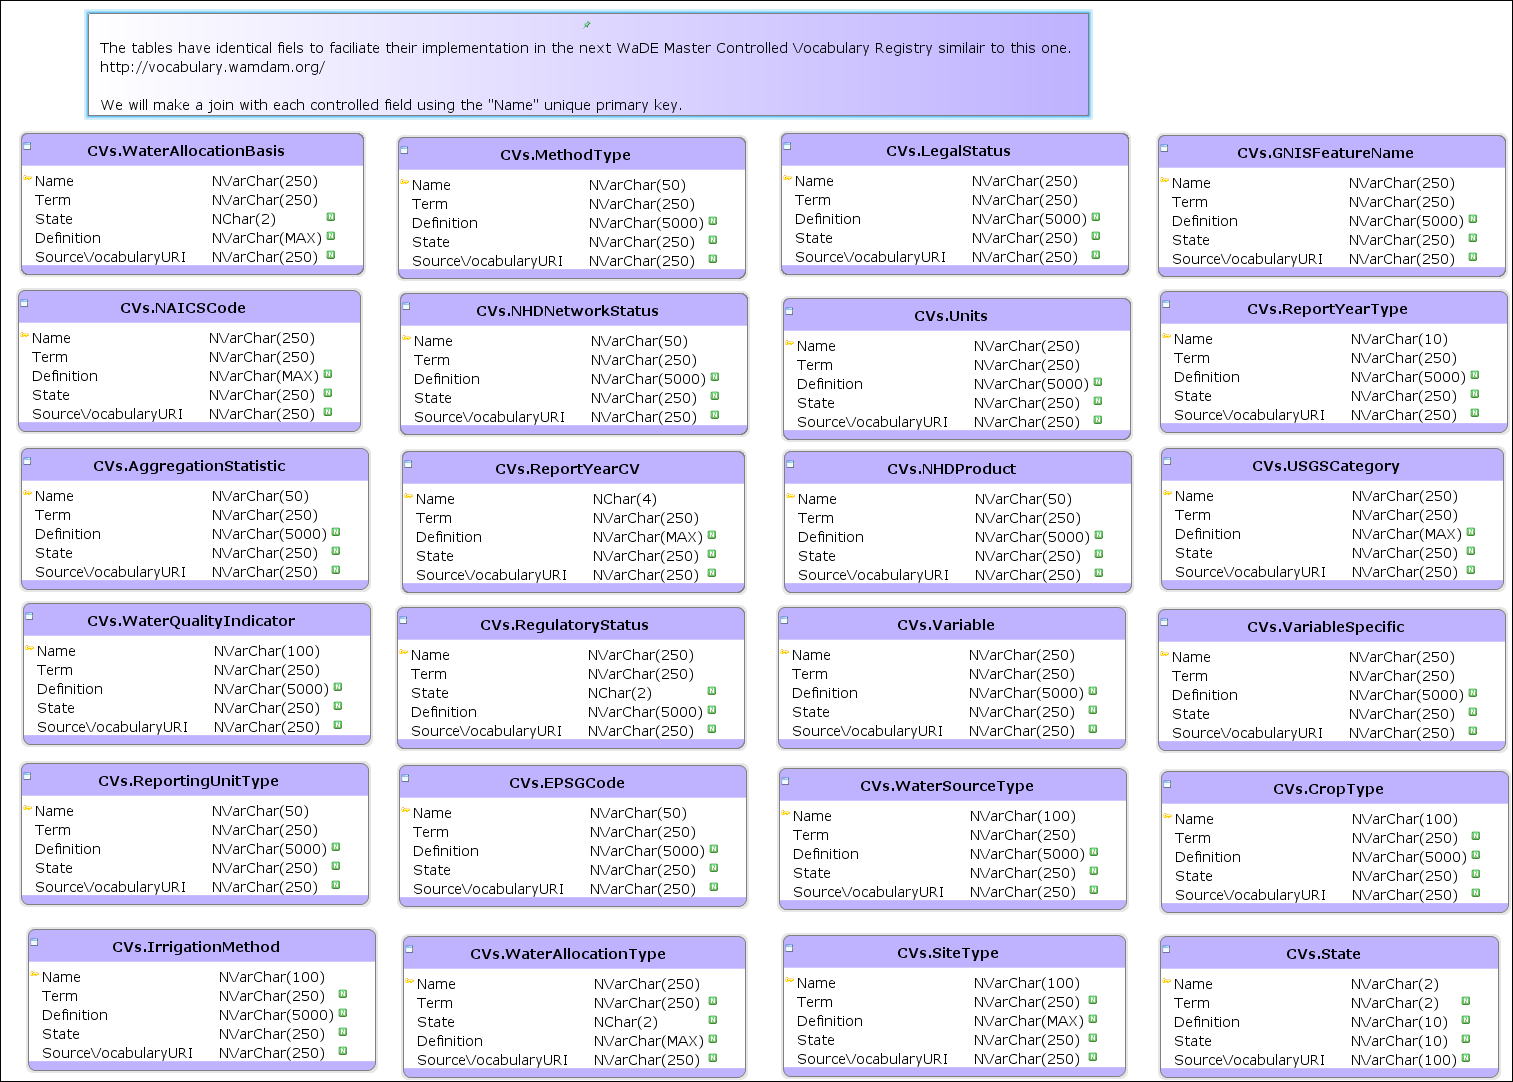 The tables have identical fiels to faciliate their implementation in the next WaDE Master Controlled Vocabulary Registry similair to this one.
http://vocabulary.wamdam.org/
We will make a join with each controlled field using the "Name" unique primary key.
CVs.WaterAllocationBasis
Name NVarChar(250)
Term NVarChar(250)
State NChar(2) N
Definition NVarChar(MAX) N
SourceVocabularyURI NVarChar(250) N
CVs.MethodType
Name NVarChar(50)
Term NVarChar(250)
Definition NVarChar(5000) N
State NVarChar(250) N
SourceVocabularyURI NVarChar(250) N
CVs.LegalStatus
Name NVarChar(250)
Term NVarChar(250)
Definition NVarChar(5000) N
State NVarChar(250) N
SourceVocabularyURI NVarChar(250) N
CVs.GNISFeatureName
Name NVarChar(250)
Term NVarChar(250)
Definition NVarChar(5000) N
State NVarChar(250) N
SourceVocabularyURI NVarChar(250) N
CVs.NAICSCode
Name NVarChar(250)
Term NVarChar(250)
Definition NVarChar(MAX) N
State NVarChar(250) N
SourceVocabularyURI NVarChar(250) N
CVs.NHDNetworkStatus
Name NVarChar(50)
Term NVarChar(250)
Definition NVarChar(5000) N
State NVarChar(250) N
SourceVocabularyURI NVarChar(250) N
CVs.Units
Name NVarChar(250)
Term NVarChar(250)
Definition NVarChar(5000) N
State NVarChar(250) N
SourceVocabularyURI NVarChar(250) N
CVs.ReportYearType
Name NVarChar(10)
Term NVarChar(250)
Definition NVarChar(5000) N
State NVarChar(250) N
SourceVocabularyURI NVarChar(250) N
CVs.AggregationStatistic
Name NVarChar(50)
Term NVarChar(250)
Definition NVarChar(5000) N
State NVarChar(250) N
SourceVocabularyURI NVarChar(250) N
CVs.ReportYearCV
Name NChar(4)
Term NVarChar(250)
Definition NVarChar(MAX) N
State NVarChar(250) N
SourceVocabularyURI NVarChar(250) N
CVs.NHDProduct
Name NVarChar(50)
Term NVarChar(250)
Definition NVarChar(5000) N
State NVarChar(250) N
SourceVocabularyURI NVarChar(250) N
CVs.USGSCategory
Name NVarChar(250)
Term NVarChar(250)
Definition NVarChar(MAX) N
State NVarChar(250) N
SourceVocabularyURI NVarChar(250) N
CVs.WaterQualityIndicator
Name NVarChar(100)
Term NVarChar(250)
Definition NVarChar(5000) N
State NVarChar(250) N
SourceVocabularyURI NVarChar(250) N
CVs.RegulatoryStatus
Name NVarChar(250)
Term NVarChar(250)
State NChar(2) N
Definition NVarChar(5000) N
SourceVocabularyURI NVarChar(250) N
CVs.Variable
Name NVarChar(250)
Term NVarChar(250)
Definition NVarChar(5000) N
State NVarChar(250) N
SourceVocabularyURI NVarChar(250) N
CVs.VariableSpecific
Name NVarChar(250)
Term NVarChar(250)
Definition NVarChar(5000) N
State NVarChar(250) N
SourceVocabularyURI NVarChar(250) N
CVs.ReportingUnitType
Name NVarChar(50)
Term NVarChar(250)
Definition NVarChar(5000) N
State NVarChar(250) N
SourceVocabularyURI NVarChar(250) N
CVs.EPSGCode
Name NVarChar(50)
Term NVarChar(250)
Definition NVarChar(5000) N
State NVarChar(250) N
SourceVocabularyURI NVarChar(250) N
CVs.WaterSourceType
Name NVarChar(100)
Term NVarChar(250)
Definition NVarChar(5000) N
State NVarChar(250) N
SourceVocabularyURI NVarChar(250) N
CVs.CropType
Name NVarChar(100)
Term NVarChar(250) N
Definition NVarChar(5000) N
State NVarChar(250) N
SourceVocabularyURI NVarChar(250) N
CVs.IrrigationMethod
Name NVarChar(100)
Term NVarChar(250) N
Definition NVarChar(5000) N
State NVarChar(250) N
SourceVocabularyURI NVarChar(250) N
CVs.WaterAllocationType
Name NVarChar(250)
Term NVarChar(250) N
State NChar(2) N
Definition NVarChar(MAX) N
SourceVocabularyURI NVarChar(250) N
CVs.SiteType
Name NVarChar(100)
Term NVarChar(250) N
Definition NVarChar(MAX) N
State NVarChar(250) N
SourceVocabularyURI NVarChar(250) N
CVs.State
Name NVarChar(2)
Term NVarChar(2) N
Definition NVarChar(10) N
State NVarChar(10) N
SourceVocabularyURI NVarChar(100) N